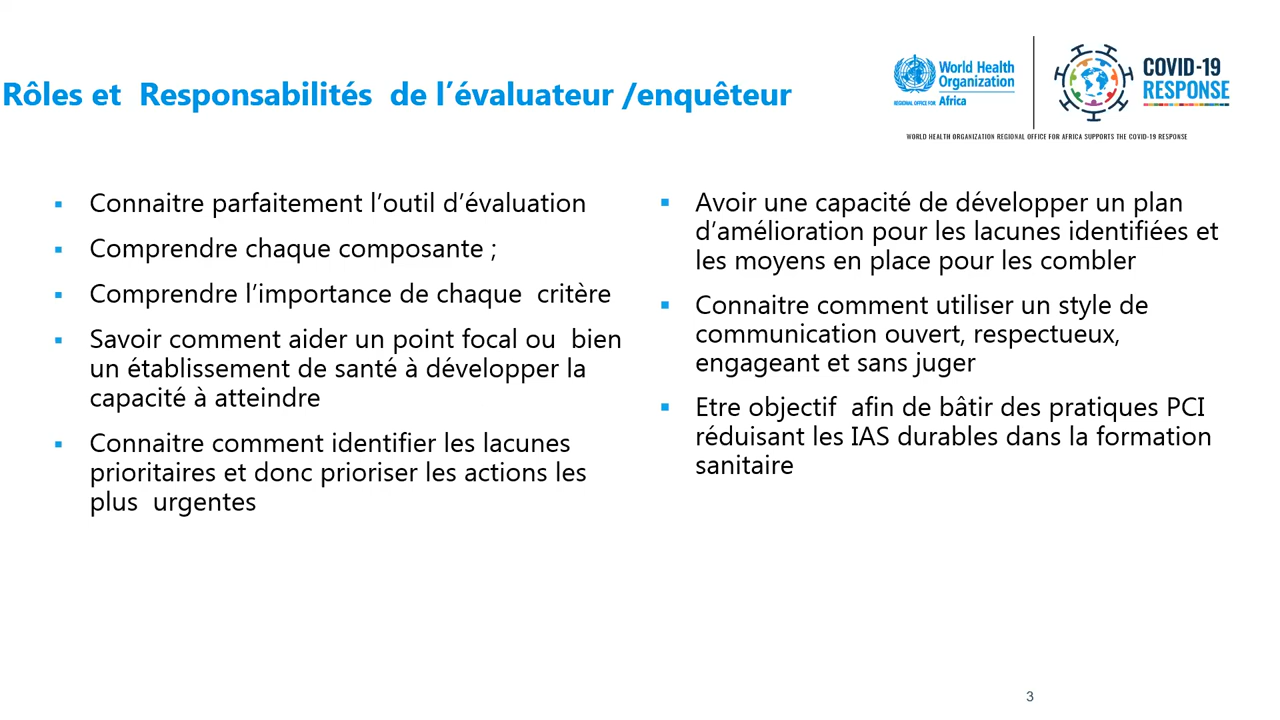 Rôles et Responsabilités de l’évaluateur /enquêteur
World Health
Organization
REGIONAL OFFICE FOR Africa
COVID-19
RESPONSE
WORLD HEALTH ORGANIZATION REGIONAL OFFICE FOR AFRICA SUPPORTS THE COVID-19 RESPONSE
▪ Connaitre parfaitement l’outil d’évaluation
▪ Comprendre chaque composante ;
▪ Comprendre l’importance de chaque critère
▪ Savoir comment aider un point focal ou bien
un établissement de santé à développer la
capacité à atteindre
▪ Connaitre comment identifier les lacunes
prioritaires et donc prioriser les actions les
plus urgentes
▪ Avoir une capacité de développer un plan
d’amélioration pour les lacunes identifiées et
les moyens en place pour les combler
▪ Connaitre comment utiliser un style de
communication ouvert, respectueux,
engageant et sans juger
▪ Etre objectif afin de bâtir des pratiques PCI
réduisant les IAS durables dans la formation
sanitaire
3